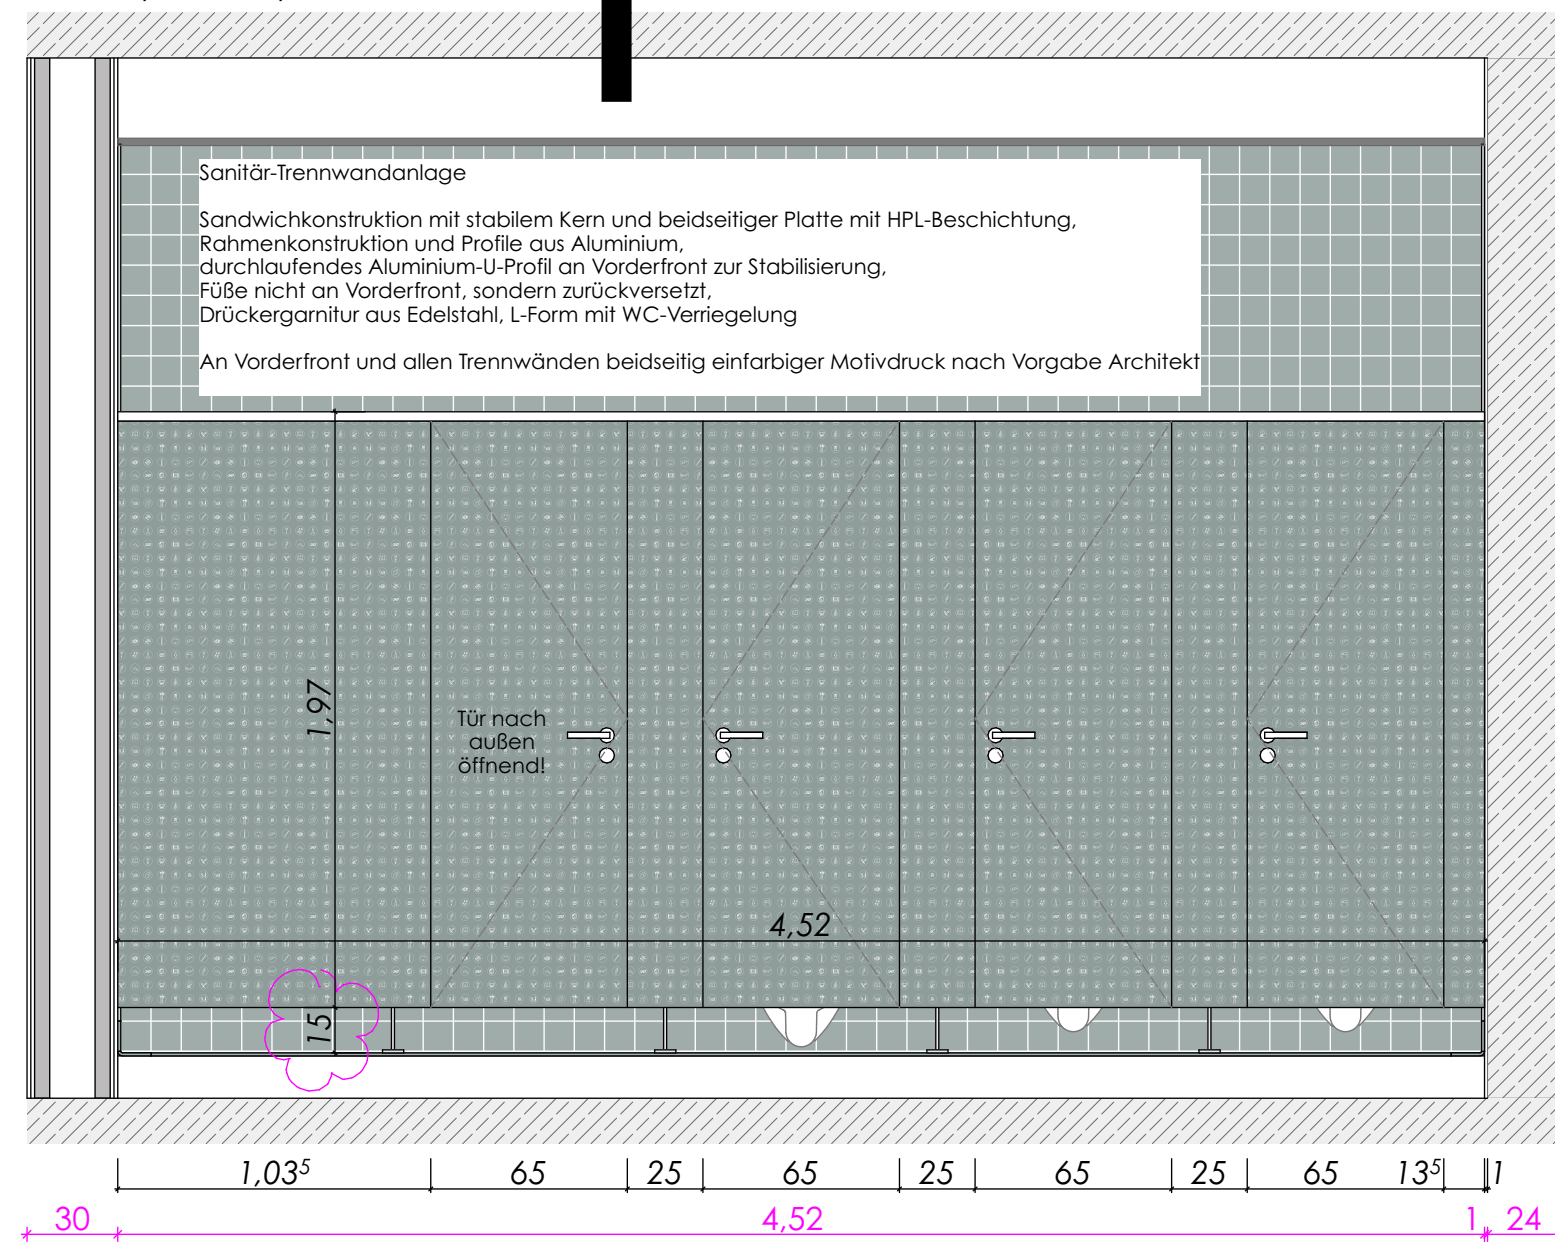 Sanitär-Trennwandanlage
Sandwichkonstruktion mit stabilem Kern und beidseitiger Platte mit HPL-Beschichtung,
Rahmenkonstruktion und Profile aus Aluminium,
durchlaufendes Aluminium-U-Profil an Vorderfront zur Stabilisierung,
Füße nicht an Vorderfront, sondern zurückversetzt,
Drückergarnitur aus Edelstahl, L-Form mit WC-Verriegelung
An Vorderfront und allen Trennwänden beidseitig einfarbiger Motivdruck nach Vorgabe Architekt
1,97
Tür nach
außen
öffnend!
4,52
15
1,03⁵ 65 25 65 25 65 25 65 13⁵ 1
30 4,52 1 24